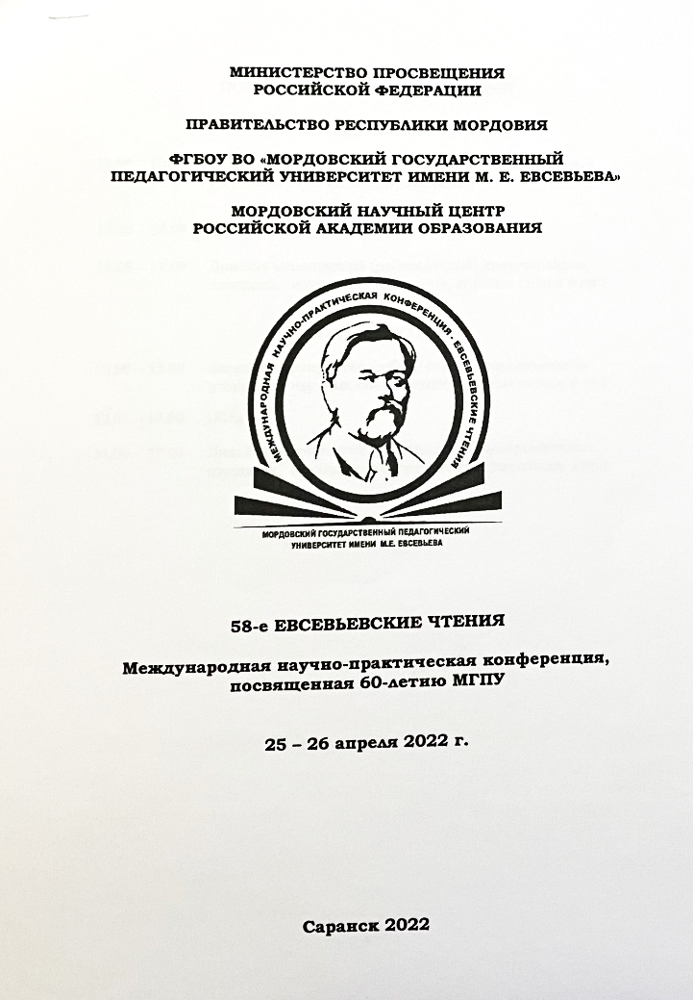 МИНИСТЕРСТВО ПРОСВЕЩЕНИЯ
РОССИЙСКОЙ ФЕДЕРАЦИИ
ПРАВИТЕЛЬСТВО РЕСПУБЛИКИ МОРДОВИЯ
ФГБОУ ВО «МОРДОВСКИЙ ГОСУДАРСТВЕННЫЙ
ПЕДАГОГИЧЕСКИЙ УНИВЕРСИТЕТ ИМЕНИ М. Е. ЕВСЕВЬЕВА»
МОРДОВСКИЙ НАУЧНЫЙ ЦЕНТР
РОССИЙСКОЙ АКАДЕМИИ ОБРАЗОВАНИЯ
МЕЖДУНАРОДНАЯ НАУЧНО-ПРАКТИЧЕСКАЯ КОНФЕРЕНЦИЯ - ЕВСЕВЬЕВСКИЕ ЧТЕНИЯ
МОРДОВСКИЙ ГОСУДАРСТВЕННЫЙ ПЕДАГОГИЧЕСКИЙ
УНИВЕРСИТЕТ ИМЕНИ М.Е. ЕВСЕВЬЕВА
58-е ЕВСЕВЬЕВСКИЕ ЧТЕНИЯ
Международная научно-практическая конференция,
посвященная 60-летию МГПУ
25 – 26 апреля 2022 г.
Саранск 2022